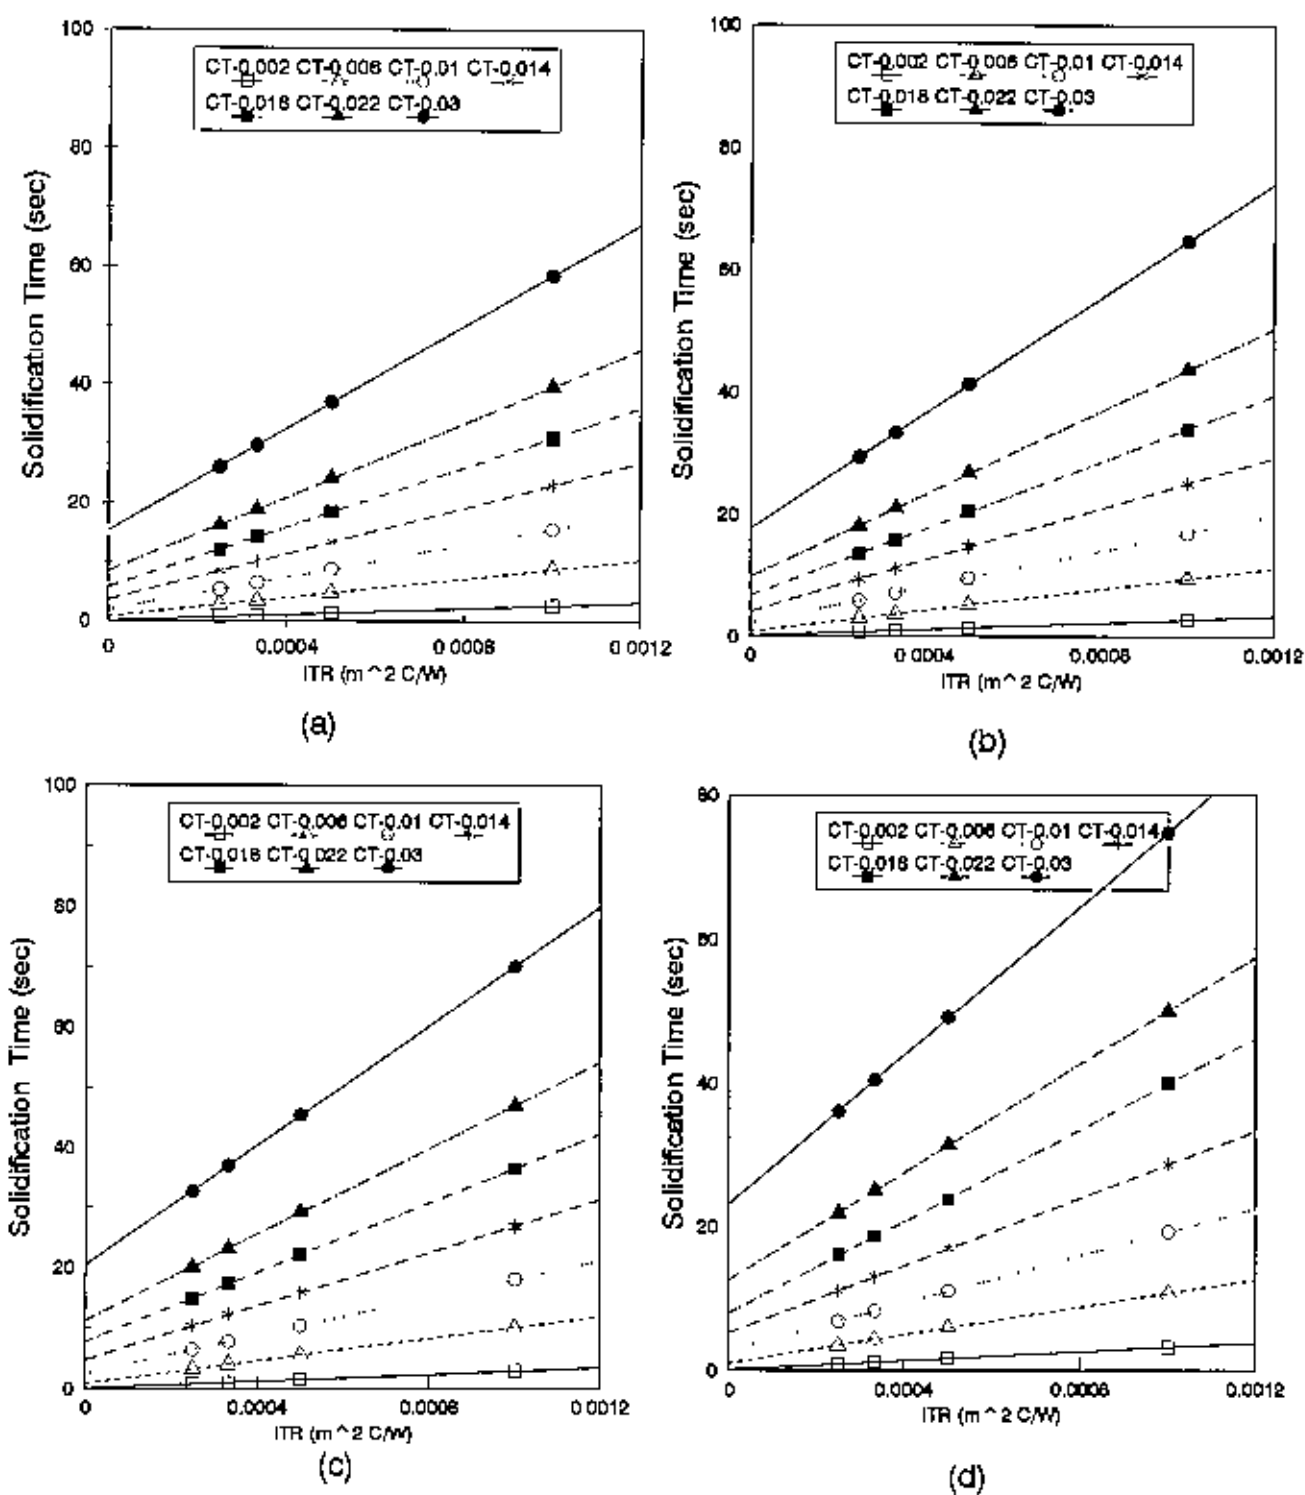 100
CT-0.002 CT-0.006 CT-0.01 CT-0.014
CT-0.018 CT-0.022 CT-0.03
80
60
40
20
0
Solidification Time (sec)
0 0.0004 0.0008 0.0012
ITR (m^2 C/W)
(a)
100
CT-0.002 CT-0.006 CT-0.01 CT-0.014
CT-0.018 CT-0.022 CT-0.03
80
60
40
20
0
Solidification Time (sec)
0 0.0004 0.0008 0.0012
ITR (m^2 C/W)
(b)
100
CT-0.002 CT-0.006 CT-0.01 CT-0.014
CT-0.018 CT-0.022 CT-0.03
80
60
40
20
0
Solidification Time (sec)
0 0.0004 0.0008 0.0012
ITR (m^2 C/W)
(c)
80
CT-0.002 CT-0.006 CT-0.01 CT-0.014
CT-0.018 CT-0.022 CT-0.03
60
40
20
0
Solidification Time (sec)
0 0.0004 0.0008 0.0012
ITR (m^2 C/W)
(d)